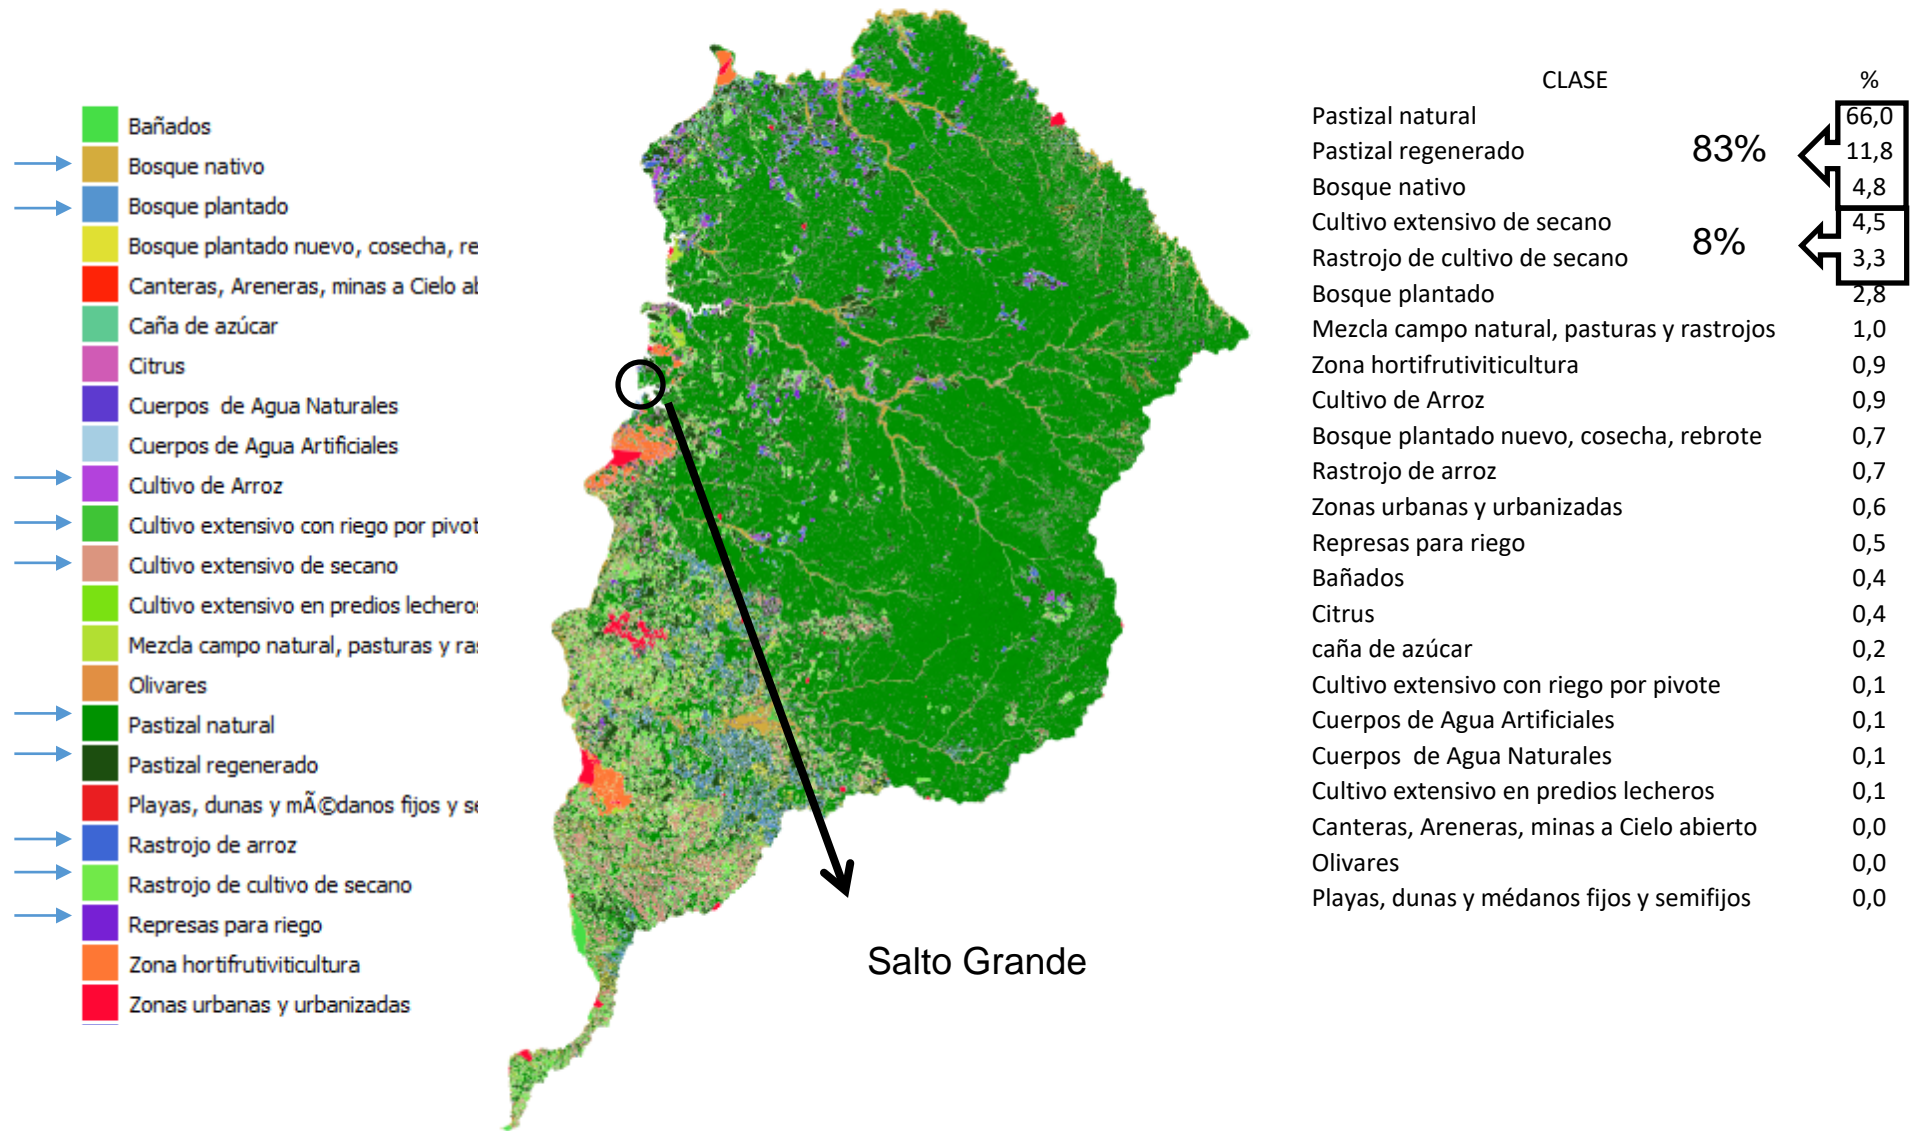 Bañados
Bosque nativo
Bosque plantado
Bosque plantado nuevo, cosecha, re
Canteras, Areneras, minas a Cielo ab
Caña de azúcar
Citrus
Cuerpos  de Agua Naturales
Cuerpos de Agua Artificiales
Cultivo de Arroz
Cultivo extensivo con riego por pivot
Cultivo extensivo de secano
Cultivo extensivo en predios lecheros
Mezcla campo natural, pasturas y ras
Olivares
Pastizal natural
Pastizal regenerado
Playas, dunas y mÃ©danos fijos y se
Rastrojo de arroz
Rastrojo de cultivo de secano
Represas para riego
Zona hortifrutiviticultura
Zonas urbanas y urbanizadas
Salto Grande
CLASE %
Pastizal natural 66,0
Pastizal regenerado 11,8
83%
Bosque nativo 4,8
Cultivo extensivo de secano 4,5
8%
Rastrojo de cultivo de secano 3,3
Bosque plantado 2,8
Mezcla campo natural, pasturas y rastrojos 1,0
Zona hortifrutiviticultura 0,9
Cultivo de Arroz 0,9
Bosque plantado nuevo, cosecha, rebrote 0,7
Rastrojo de arroz 0,7
Zonas urbanas y urbanizadas 0,6
Represas para riego 0,5
Bañados 0,4
Citrus 0,4
caña de azúcar 0,2
Cultivo extensivo con riego por pivote 0,1
Cuerpos de Agua Artificiales 0,1
Cuerpos  de Agua Naturales 0,1
Cultivo extensivo en predios lecheros 0,1
Canteras, Areneras, minas a Cielo abierto 0,0
Olivares 0,0
Playas, dunas y médanos fijos y semifijos 0,0